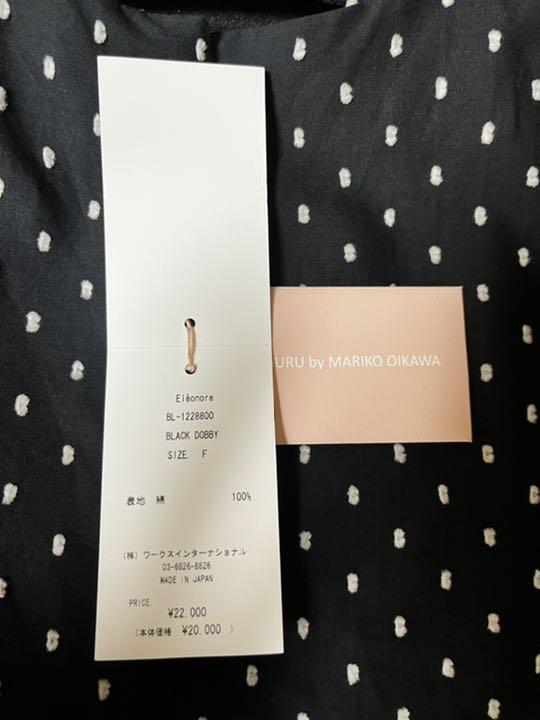 Eléonore
BL-1228800
BLACK DOBBY
SIZE. F
表地 綿 100%
(株) ワークスインターナショナル
03-6826-8826
MADE IN JAPAN
PRICE.
¥22,000
(本体価格 ¥20,000 )
URU by MARIKO OIKAWA